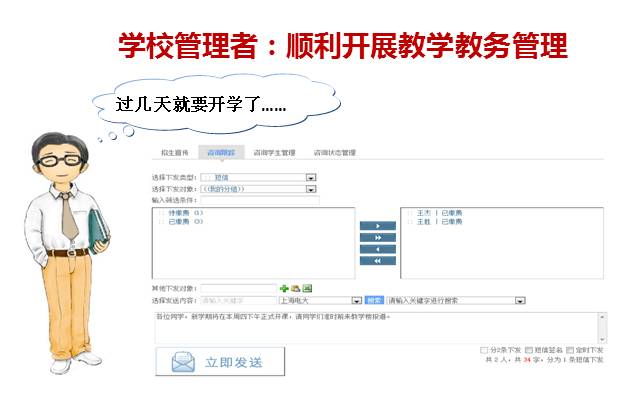 学校管理者：顺利开展教学教务管理
过几天就要开学了......
招生宣传 咨询跟踪 咨询学生管理 咨询状态管理
选择下发类型： :: 短信
选择下发对象： ((我的分组))
输入筛选条件：
:: 待缴费 (1)
:: 已缴费 (3)
:: 王杰 | 已缴费
:: 王胜 | 已缴费
其他下发对象：
选择发送内容： 请输入关键字 上海电大 搜索 请输入关键字进行搜索
各位同学，新学期将在本周四下午正式开课，请同学们准时前来教学楼报道。
立即发送
分2条下发 短信签名 定时下发
共 2 人，共 34 字，分为 1 条短信下发